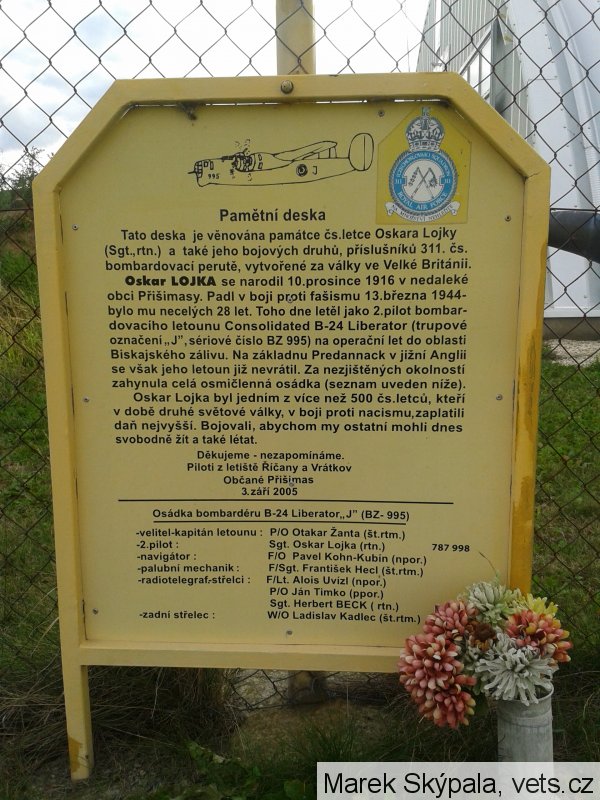 995
CZECHOSLOVAK SQUADRON
311 311
ROYAL AIR FORCE
Pamětní deska
Tato deska je věnována památce čs.letce Oskara Lojky
(Sgt.,rtn.) a také jeho bojových druhů, příslušníků 311. čs.
bombardovací perutě, vytvořené za války ve Velké Británii.
Oskar LOJKA se narodil 10.prosince 1916 v nedaleké
obci Přišimasy. Padl v boji proti fašismu 13.března 1944-
bylo mu necelých 28 let. Toho dne letěl jako 2.pilot bombar-
dovacího letounu Consolidated B-24 Liberator (trupové
označení „J", sériové číslo BZ 995) na operační let do oblasti
Biskajského zálivu. Na základnu Predannack v jižní Anglii
se však jeho letoun již nevrátil. Za nezjištěných okolností
zahynula celá osmičlenná osádka (seznam uveden níže).
Oskar Lojka byl jedním z více než 500 čs.letců, kteří
v době druhé světové války, v boji proti nacismu,zaplatili
daň nejvyšší. Bojovali, abychom my ostatní mohli dnes
svobodně žít a také létat.
Děkujeme - nezapomínáme.
Piloti z letiště Říčany a Vrátkov
Občané Přišimas
3.září 2005
Osádka bombardéru B-24 Liberator„J" (BZ- 995)
-velitel-kapitán letounu : P/O Otakar Žanta (št.rtm.)
-2.pilot : Sgt. Oskar Lojka (rtn.) 787 998
-navigátor : F/O Pavel Kohn-Kubín (npor.)
-palubní mechanik : F/Sgt. František Hecl (št.rtm.)
-radiotelegraf,-střelci : F/Lt. Alois Uvizl (npor.)
P/O Ján Timko (ppor.)
Sgt. Herbert BECK ( rtn.)
-zadní střelec : W/O Ladislav Kadlec (št.rtm.)
Marek Skýpala, vets.cz